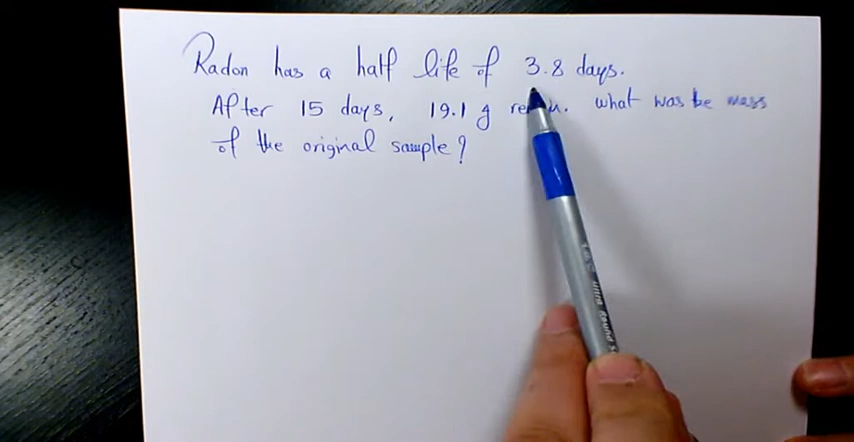 Radon has a half life of 3.8 days.
After 15 days, 19.1 g what was be mass
of the original sample?